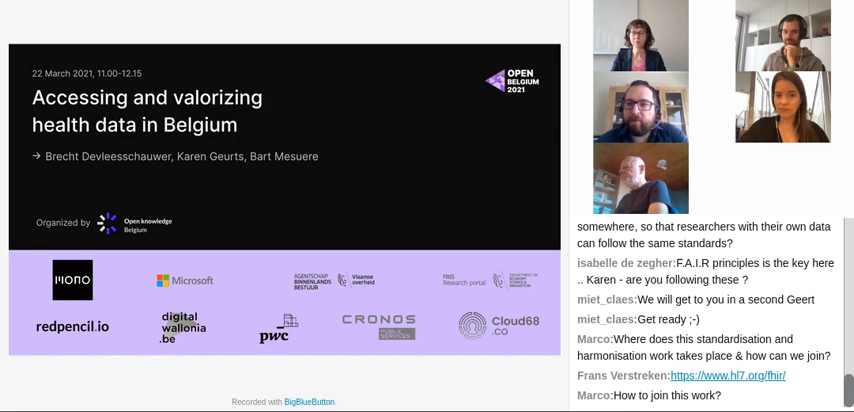 22 March 2021, 11.00-12.15
Accessing and valorizing
health data in Belgium
→ Brecht Devleesschauwer, Karen Geurts, Bart Mesuere
OPEN
BELGIUM
2021
Organized by
Open knowledge
Belgium
MONO
Microsoft
AGENTSCHAP
BINNENLANDS
BESTUUR
Vlaamse
overheid
FRIS
Research portal
DEPARTMENT OF
ECONOMY
SCIENCE &
INNOVATION
redpencil.io
digital
wallonia
.be
pwc
CRONOS
PUBLIC
SERVICES
Cloud68
.CO
Recorded with BigBlueButton.
somewhere, so that researchers with their own data
can follow the same standards?
isabelle de zegher:F.A.I.R principles is the key here
.. Karen - are you following these ?
miet_claes:We will get to you in a second Geert
miet_claes:Get ready ;-)
Marco:Where does this standardisation and
harmonisation work takes place & how can we join?
Frans Verstreken:https://www.hl7.org/fhir/
Marco:How to join this work?